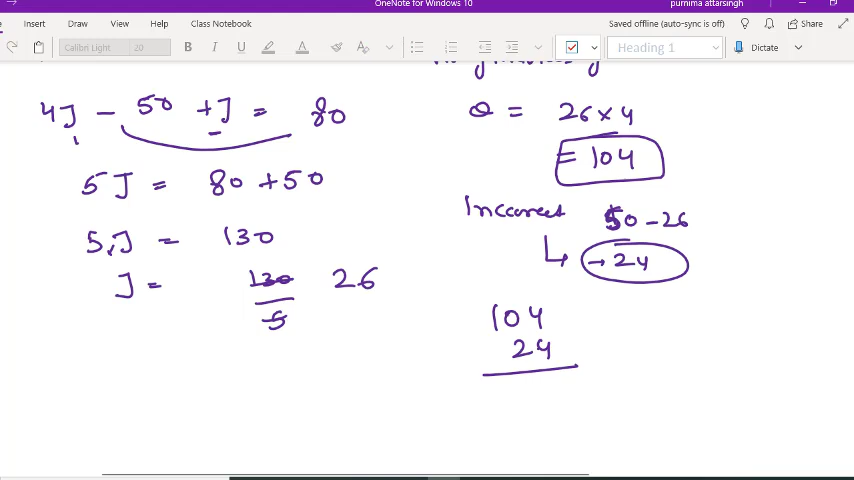 OneNote for Windows 10
purnima attarsingh
Insert Draw View Help Class Notebook
Saved offline (auto-sync is off) Share
Calibri Light 20 B I U A Heading 1 Dictate
4J - 50 + J = 80
5J = 80 + 50
5J = 130
J = 130/5 26
Q = 26 x 4
= 104
Incorrect 50 - 26
→ 24
104
24